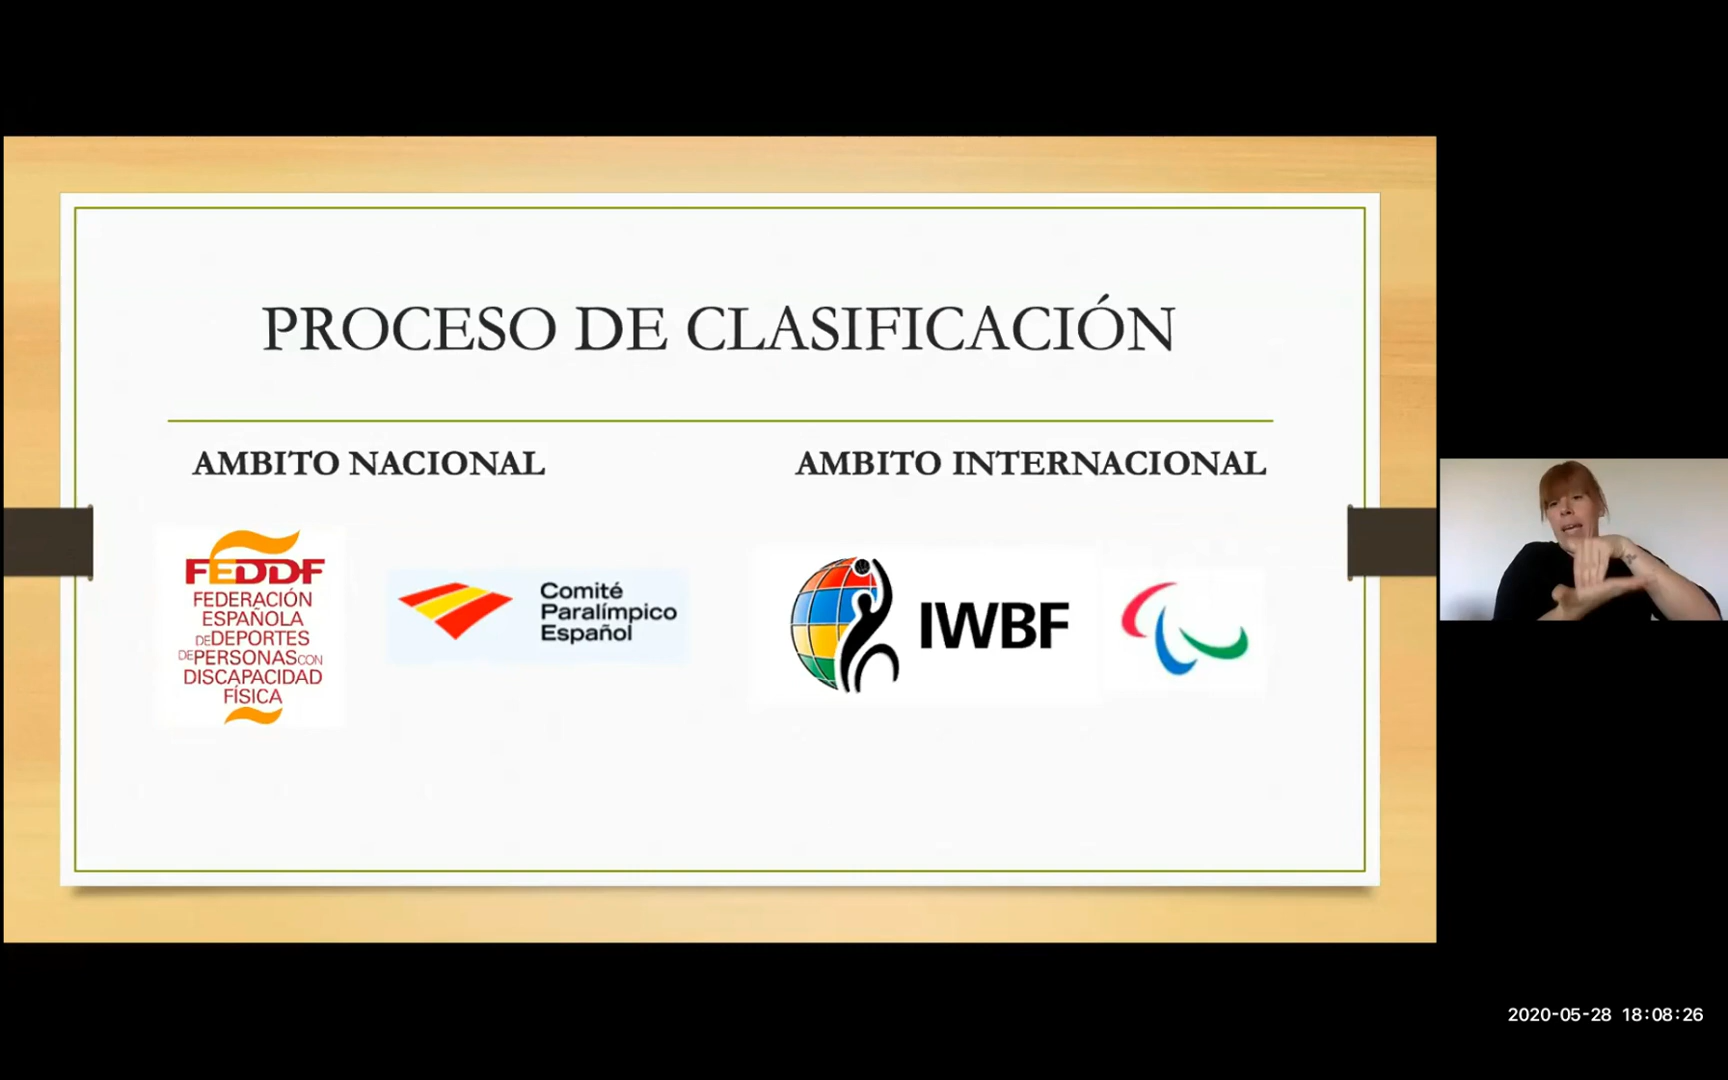 PROCESO DE CLASIFICACIÓN
AMBITO NACIONAL
AMBITO INTERNACIONAL
FEDDF
FEDERACIÓN
ESPAÑOLA
DE DEPORTES
DE PERSONAS CON
DISCAPACIDAD
FÍSICA
Comité
Paralímpico
Español
IWBF
2020-05-28 18:08:26